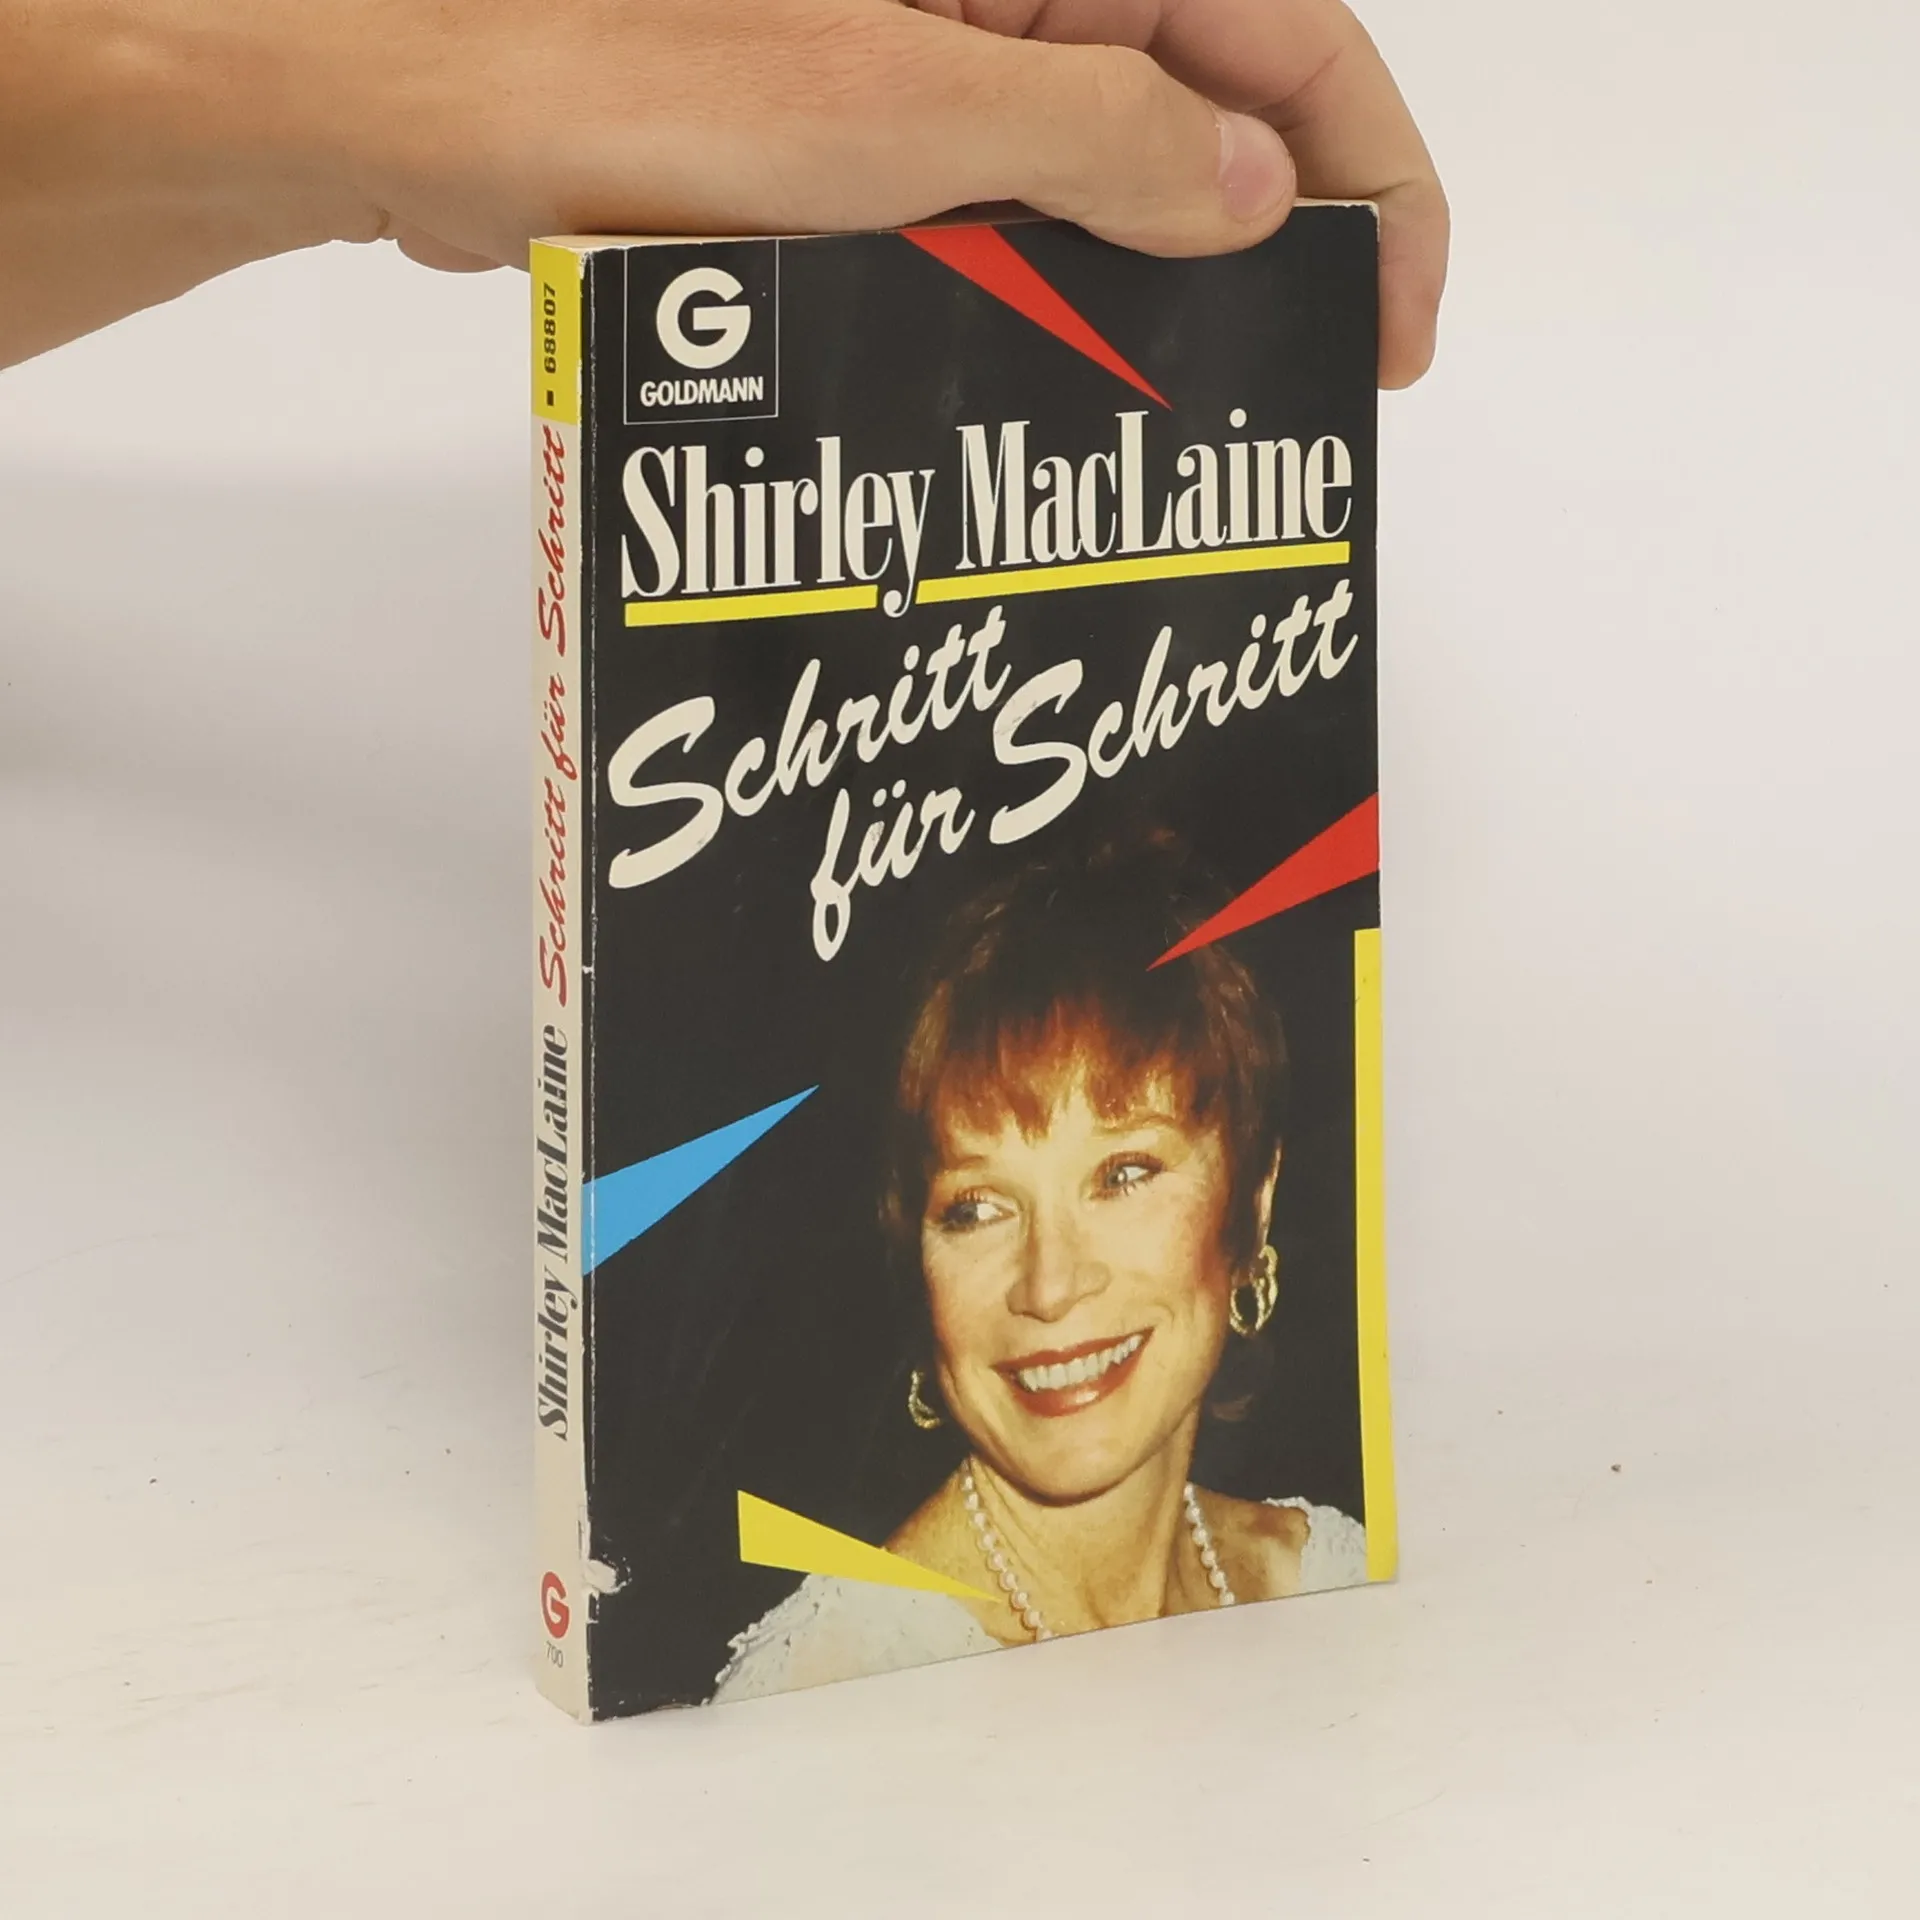 G
GOLDMANN
Shirley MacLaine
Schritt
für Schritt
Shirley MacLaine Schritt für Schritt - 68807
G
700